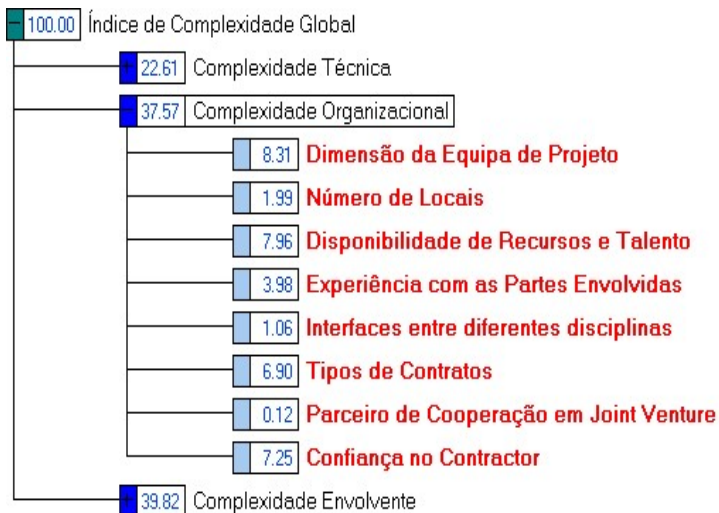 100.00 Índice de Complexidade Global
22.61 Complexidade Técnica
37.57 Complexidade Organizacional
8.31 Dimensão da Equipa de Projeto
1.99 Número de Locais
7.96 Disponibilidade de Recursos e Talento
3.98 Experiência com as Partes Envolvidas
1.06 Interfaces entre diferentes disciplinas
6.90 Tipos de Contratos
0.12 Parceiro de Cooperação em Joint Venture
7.25 Confiança no Contractor
39.82 Complexidade Envolvente